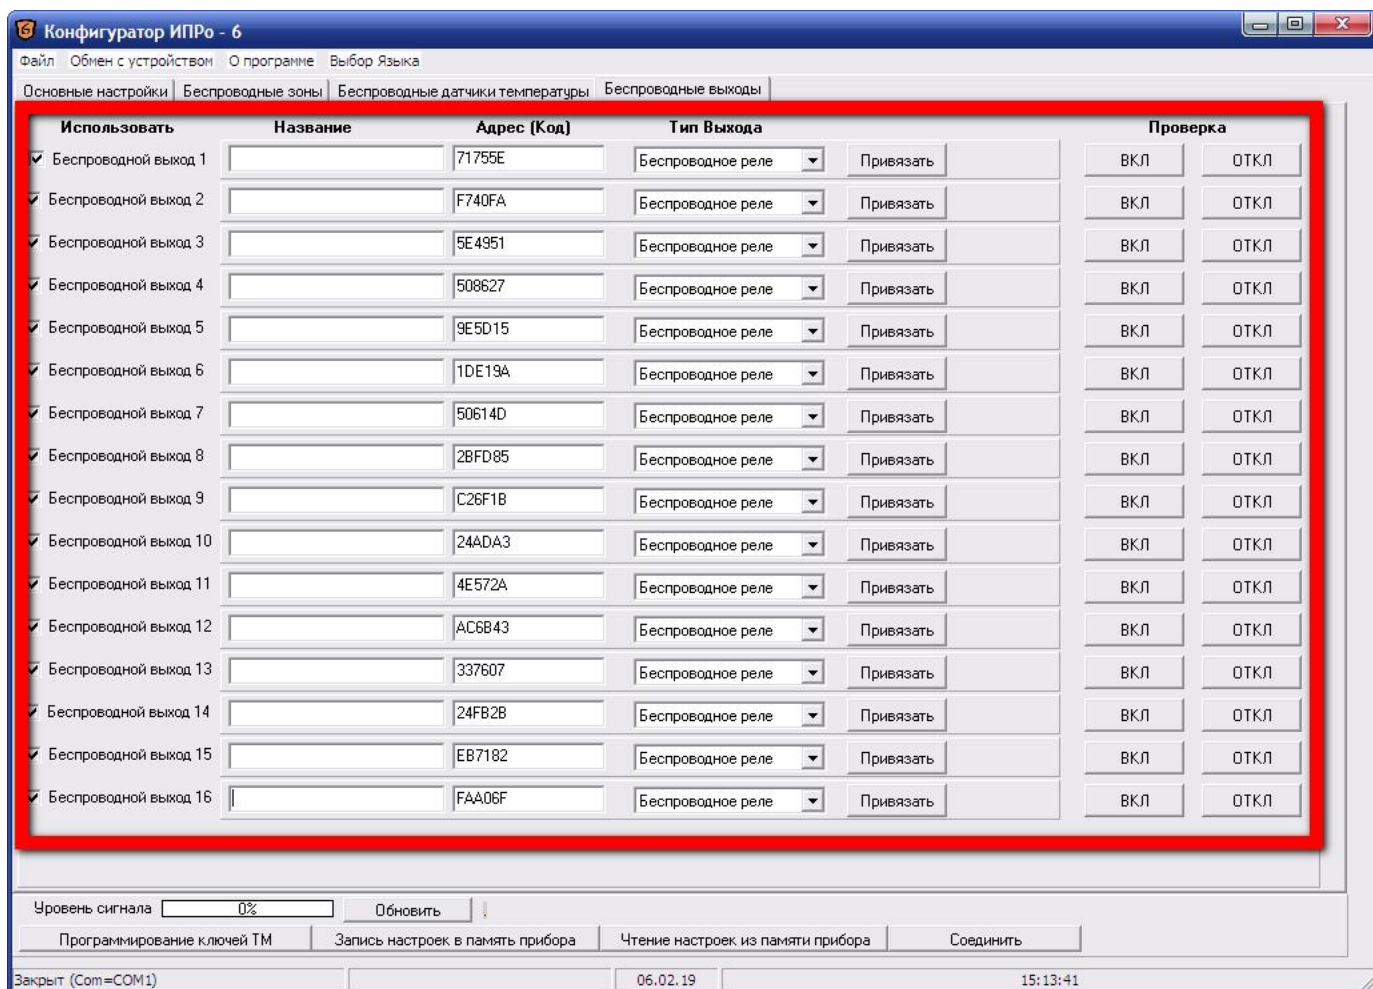 Конфигуратор ИПРо - 6
Файл Обмен с устройством О программе Выбор Языка
Основные настройки Беспроводные зоны Беспроводные датчики температуры Беспроводные выходы
Использовать Название Адрес (Код) Тип Выхода Проверка
Беспроводной выход 1 71755E Беспроводное реле Привязать ВКЛ ОТКЛ
Беспроводной выход 2 F740FA Беспроводное реле Привязать ВКЛ ОТКЛ
Беспроводной выход 3 5E4951 Беспроводное реле Привязать ВКЛ ОТКЛ
Беспроводной выход 4 508627 Беспроводное реле Привязать ВКЛ ОТКЛ
Беспроводной выход 5 9E5D15 Беспроводное реле Привязать ВКЛ ОТКЛ
Беспроводной выход 6 1DE19A Беспроводное реле Привязать ВКЛ ОТКЛ
Беспроводной выход 7 50614D Беспроводное реле Привязать ВКЛ ОТКЛ
Беспроводной выход 8 2BFD85 Беспроводное реле Привязать ВКЛ ОТКЛ
Беспроводной выход 9 C26F1B Беспроводное реле Привязать ВКЛ ОТКЛ
Беспроводной выход 10 24ADA3 Беспроводное реле Привязать ВКЛ ОТКЛ
Беспроводной выход 11 4E572A Беспроводное реле Привязать ВКЛ ОТКЛ
Беспроводной выход 12 AC6B43 Беспроводное реле Привязать ВКЛ ОТКЛ
Беспроводной выход 13 337607 Беспроводное реле Привязать ВКЛ ОТКЛ
Беспроводной выход 14 24FB2B Беспроводное реле Привязать ВКЛ ОТКЛ
Беспроводной выход 15 EB7182 Беспроводное реле Привязать ВКЛ ОТКЛ
Беспроводной выход 16 FAA06F Беспроводное реле Привязать ВКЛ ОТКЛ
Уровень сигнала 0% Обновить
Программирование ключей ТМ Запись настроек в память прибора Чтение настроек из памяти прибора Соединить
Закрыт (Com=COM1) 06.02.19 15:13:41